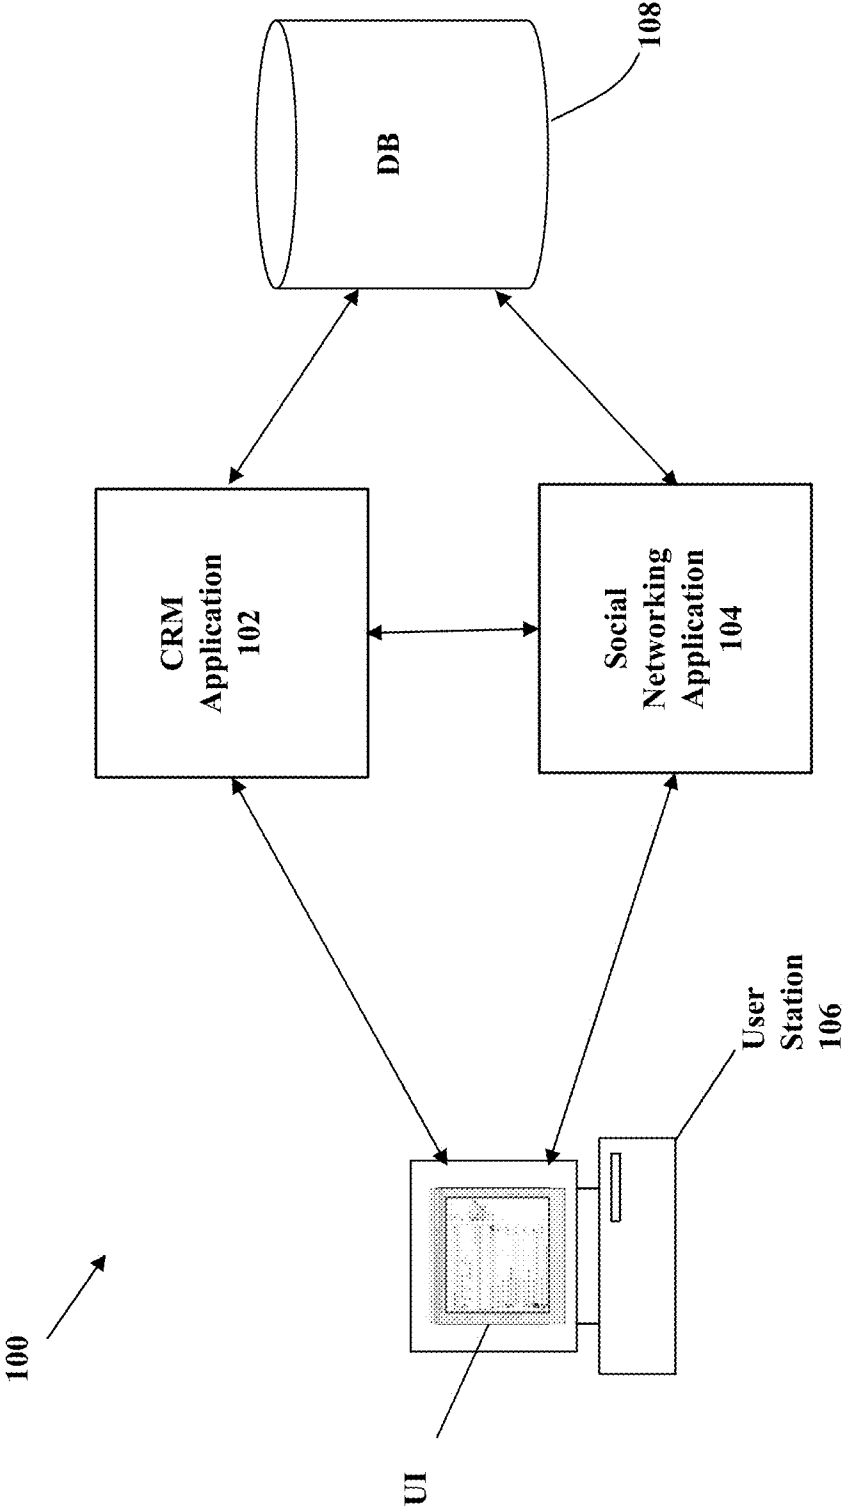 100
UI
User
Station
106
CRM
Application
102
Social
Networking
Application
104
DB
108